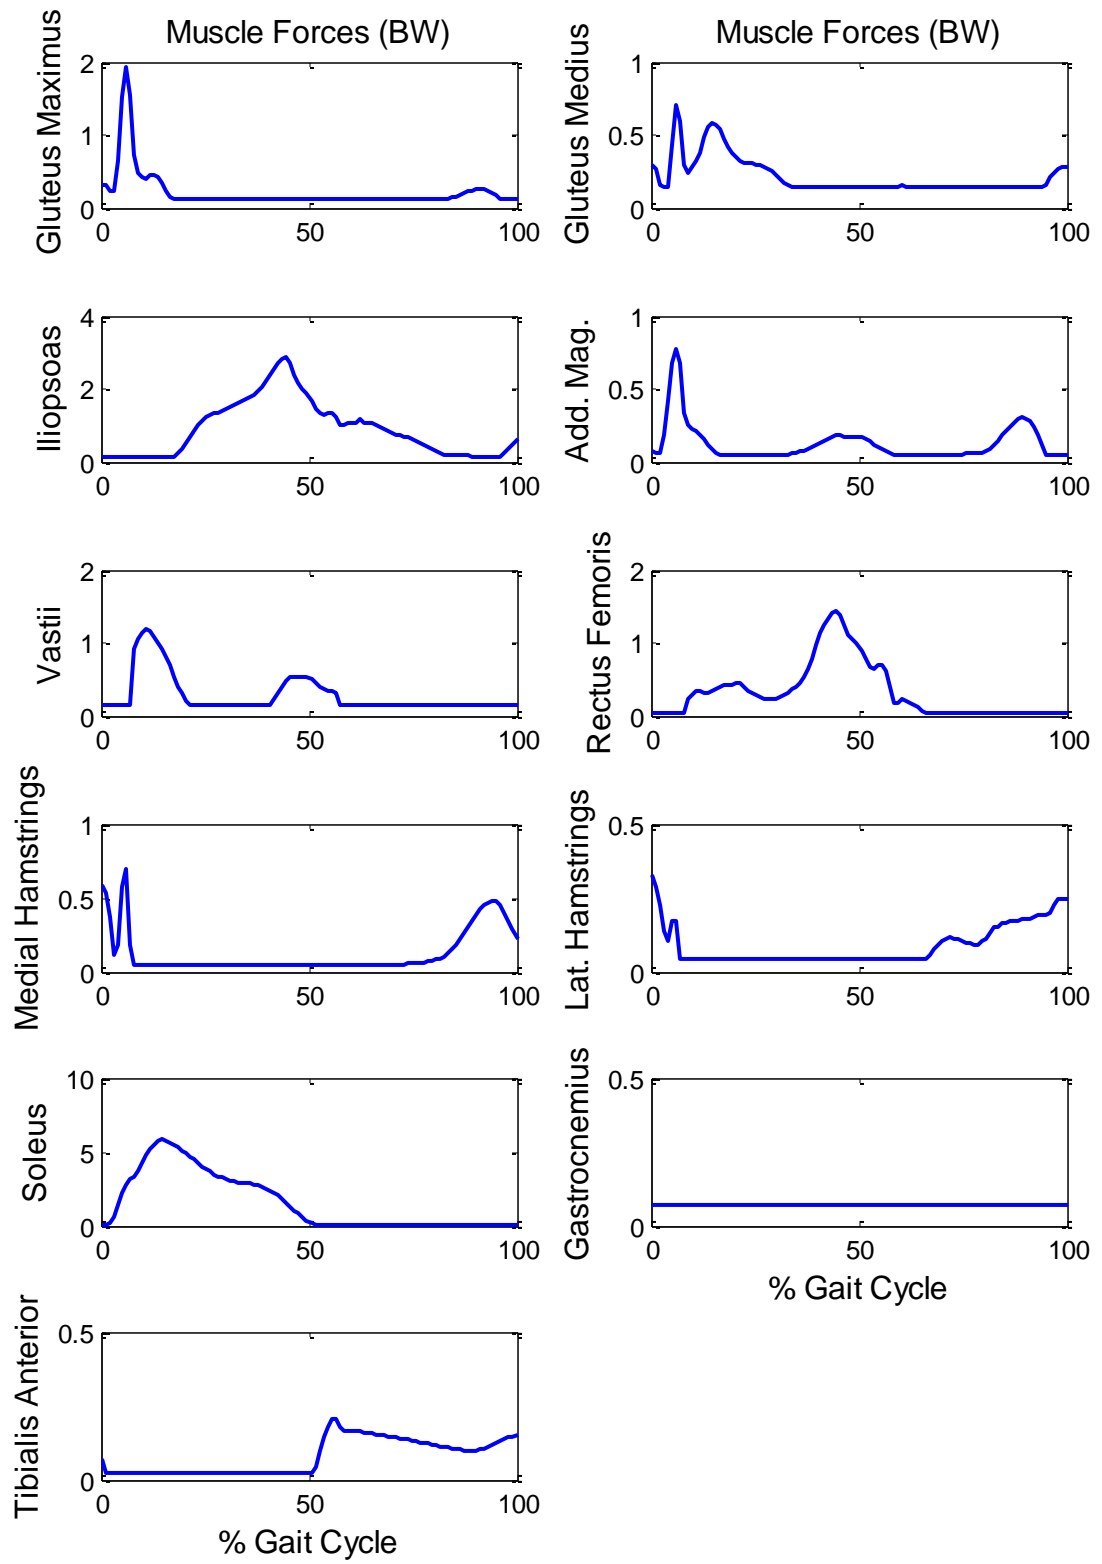 Muscle Forces (BW)
Gluteus Maximus
2
1
0
0 50 100
Muscle Forces (BW)
Gluteus Medius
1
0.5
0
0 50 100
Iliopsoas
4
2
0
0 50 100
Add. Mag.
1
0.5
0
0 50 100
Vastii
2
1
0
0 50 100
Rectus Femoris
2
1
0
0 50 100
Medial Hamstrings
1
0.5
0
0 50 100
Lat. Hamstrings
0.5
0
0 50 100
Soleus
10
5
0
0 50 100
Gastrocnemius
0.5
0
0 50 100
% Gait Cycle
Tibialis Anterior
0.5
0
0 50 100
% Gait Cycle